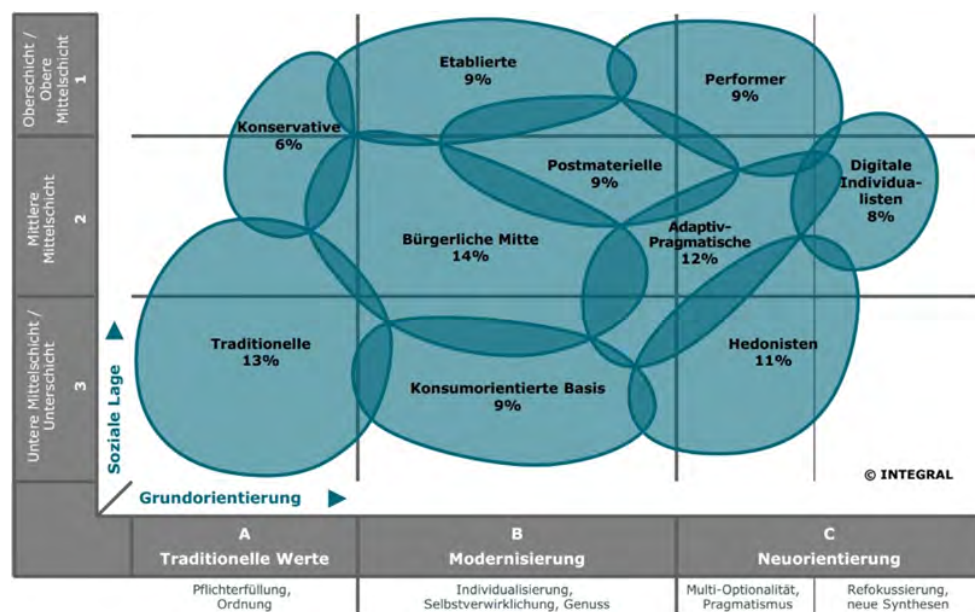 Oberschicht /
Obere
Mittelschicht
1
Mittlere
Mittelschicht
2
Untere Mittelschicht /
Unterschicht
3
Soziale Lage
Etablierte
9%
Performer
9%
Konservative
6%
Postmaterielle
9%
Digitale
Individua-
listen
8%
Bürgerliche Mitte
14%
Adaptiv-
Pragmatische
12%
Traditionelle
13%
Hedonisten
11%
Konsumorientierte Basis
9%
© INTEGRAL
Grundorientierung
A
Traditionelle Werte
B
Modernisierung
C
Neuorientierung
Pflichterfüllung,
Ordnung
Individualisierung,
Selbstverwirklichung, Genuss
Multi-Optionalität,
Pragmatismus
Refokussierung,
neue Synthesen